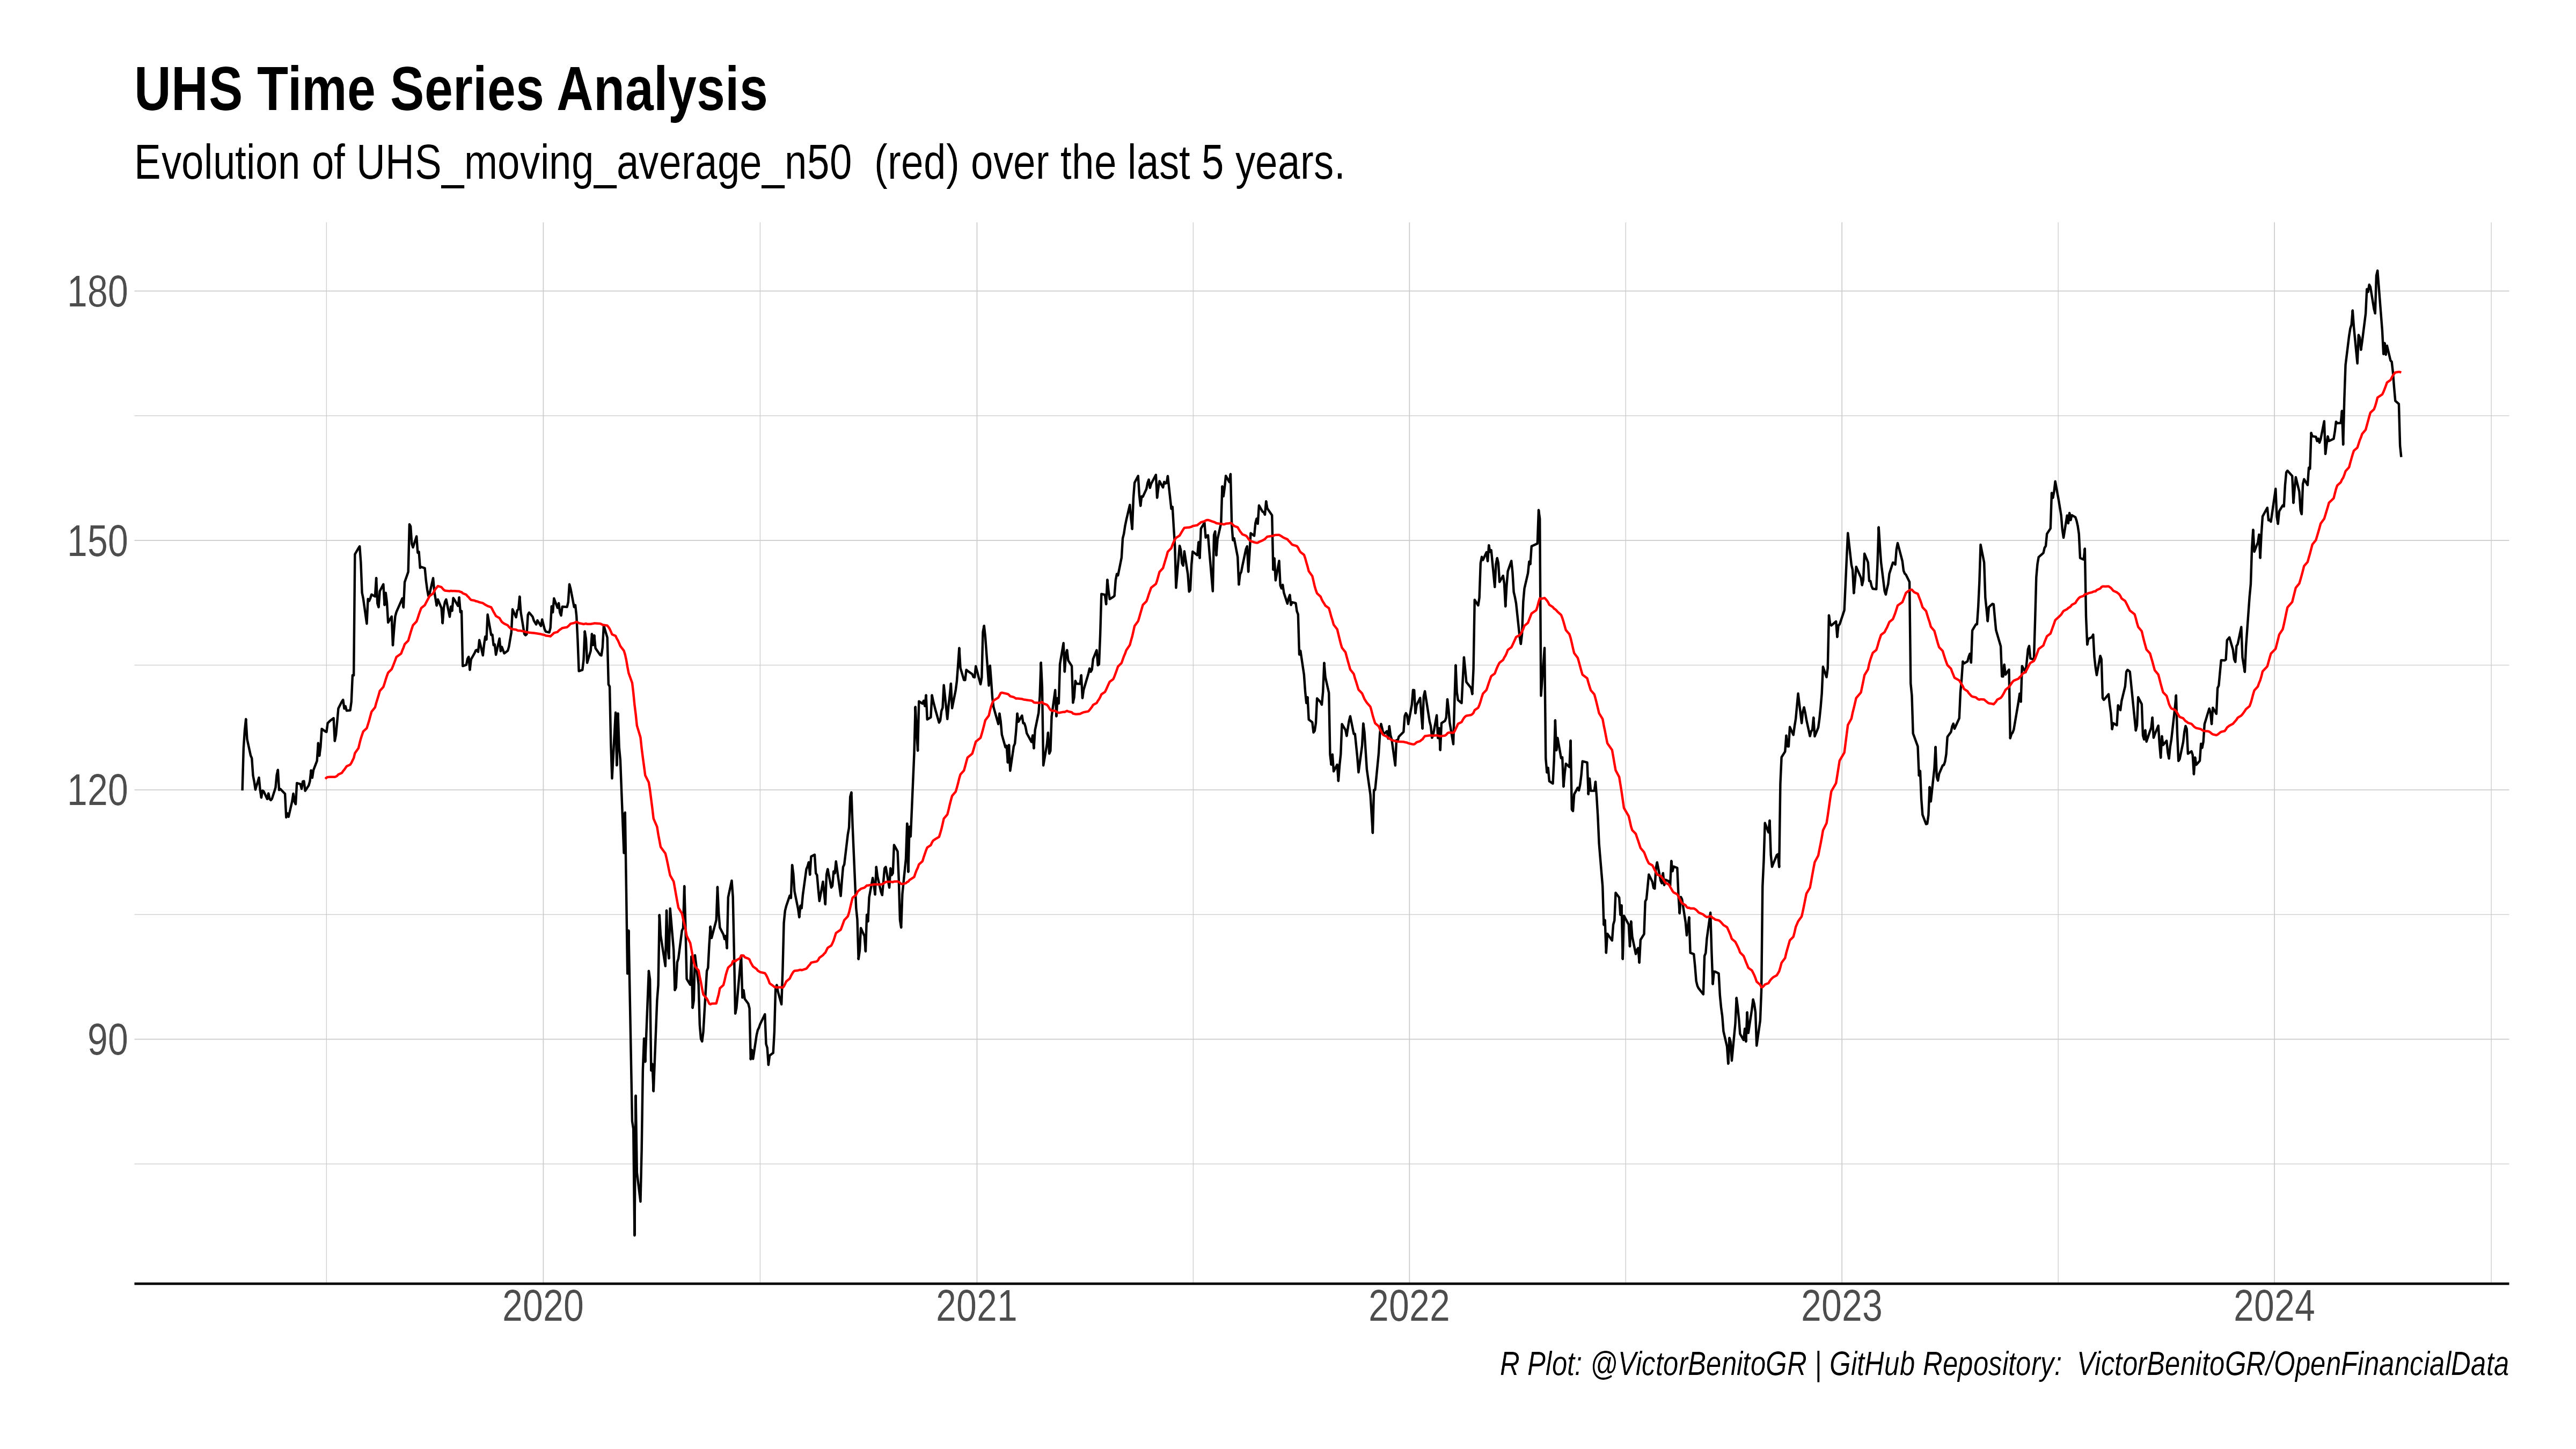 UHS Time Series Analysis
Evolution of UHS_moving_average_n50  (red) over the last 5 years.
180
150
120
90
2020 2021 2022 2023 2024
R Plot: @VictorBenitoGR | GitHub Repository:  VictorBenitoGR/OpenFinancialData